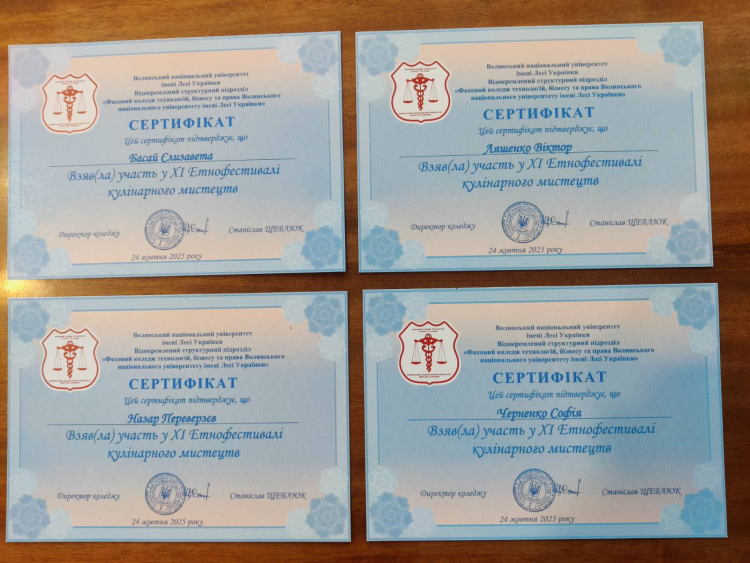 Волинський національний університет
імені Лесі Українки
Відокремлений структурний підрозділ
«Фаховий коледж технологій, бізнесу та права Волинського
національного університету імені Лесі Українки»
СЕРТИФІКАТ
Цей сертифікат підтверджує, що
Басай Єлизавета
Взяв(ла) участь у XI Етнофестивалі
кулінарного мистецтв
Директор коледжу Станіслав ЩЕБЛЮК
24 жовтня 2025 року
Волинський національний університет
імені Лесі Українки
Відокремлений структурний підрозділ
«Фаховий коледж технологій, бізнесу та права Волинського
національного університету імені Лесі Українки»
СЕРТИФІКАТ
Цей сертифікат підтверджує, що
Ляшенко Віктор
Взяв(ла) участь у XI Етнофестивалі
кулінарного мистецтв
Директор коледжу Станіслав ЩЕБЛЮК
24 жовтня 2025 року
Волинський національний університет
імені Лесі Українки
Відокремлений структурний підрозділ
«Фаховий коледж технологій, бізнесу та права Волинського
національного університету імені Лесі Українки»
СЕРТИФІКАТ
Цей сертифікат підтверджує, що
Назар Переверзєв
Взяв(ла) участь у XI Етнофестивалі
кулінарного мистецтв
Директор коледжу Станіслав ЩЕБЛЮК
24 жовтня 2025 року
Волинський національний університет
імені Лесі Українки
Відокремлений структурний підрозділ
«Фаховий коледж технологій, бізнесу та права Волинського
національного університету імені Лесі Українки»
СЕРТИФІКАТ
Цей сертифікат підтверджує, що
Черненко Софія
Взяв(ла) участь у XI Етнофестивалі
кулінарного мистецтв
Директор коледжу Станіслав ЩЕБЛЮК
24 жовтня 2025 року